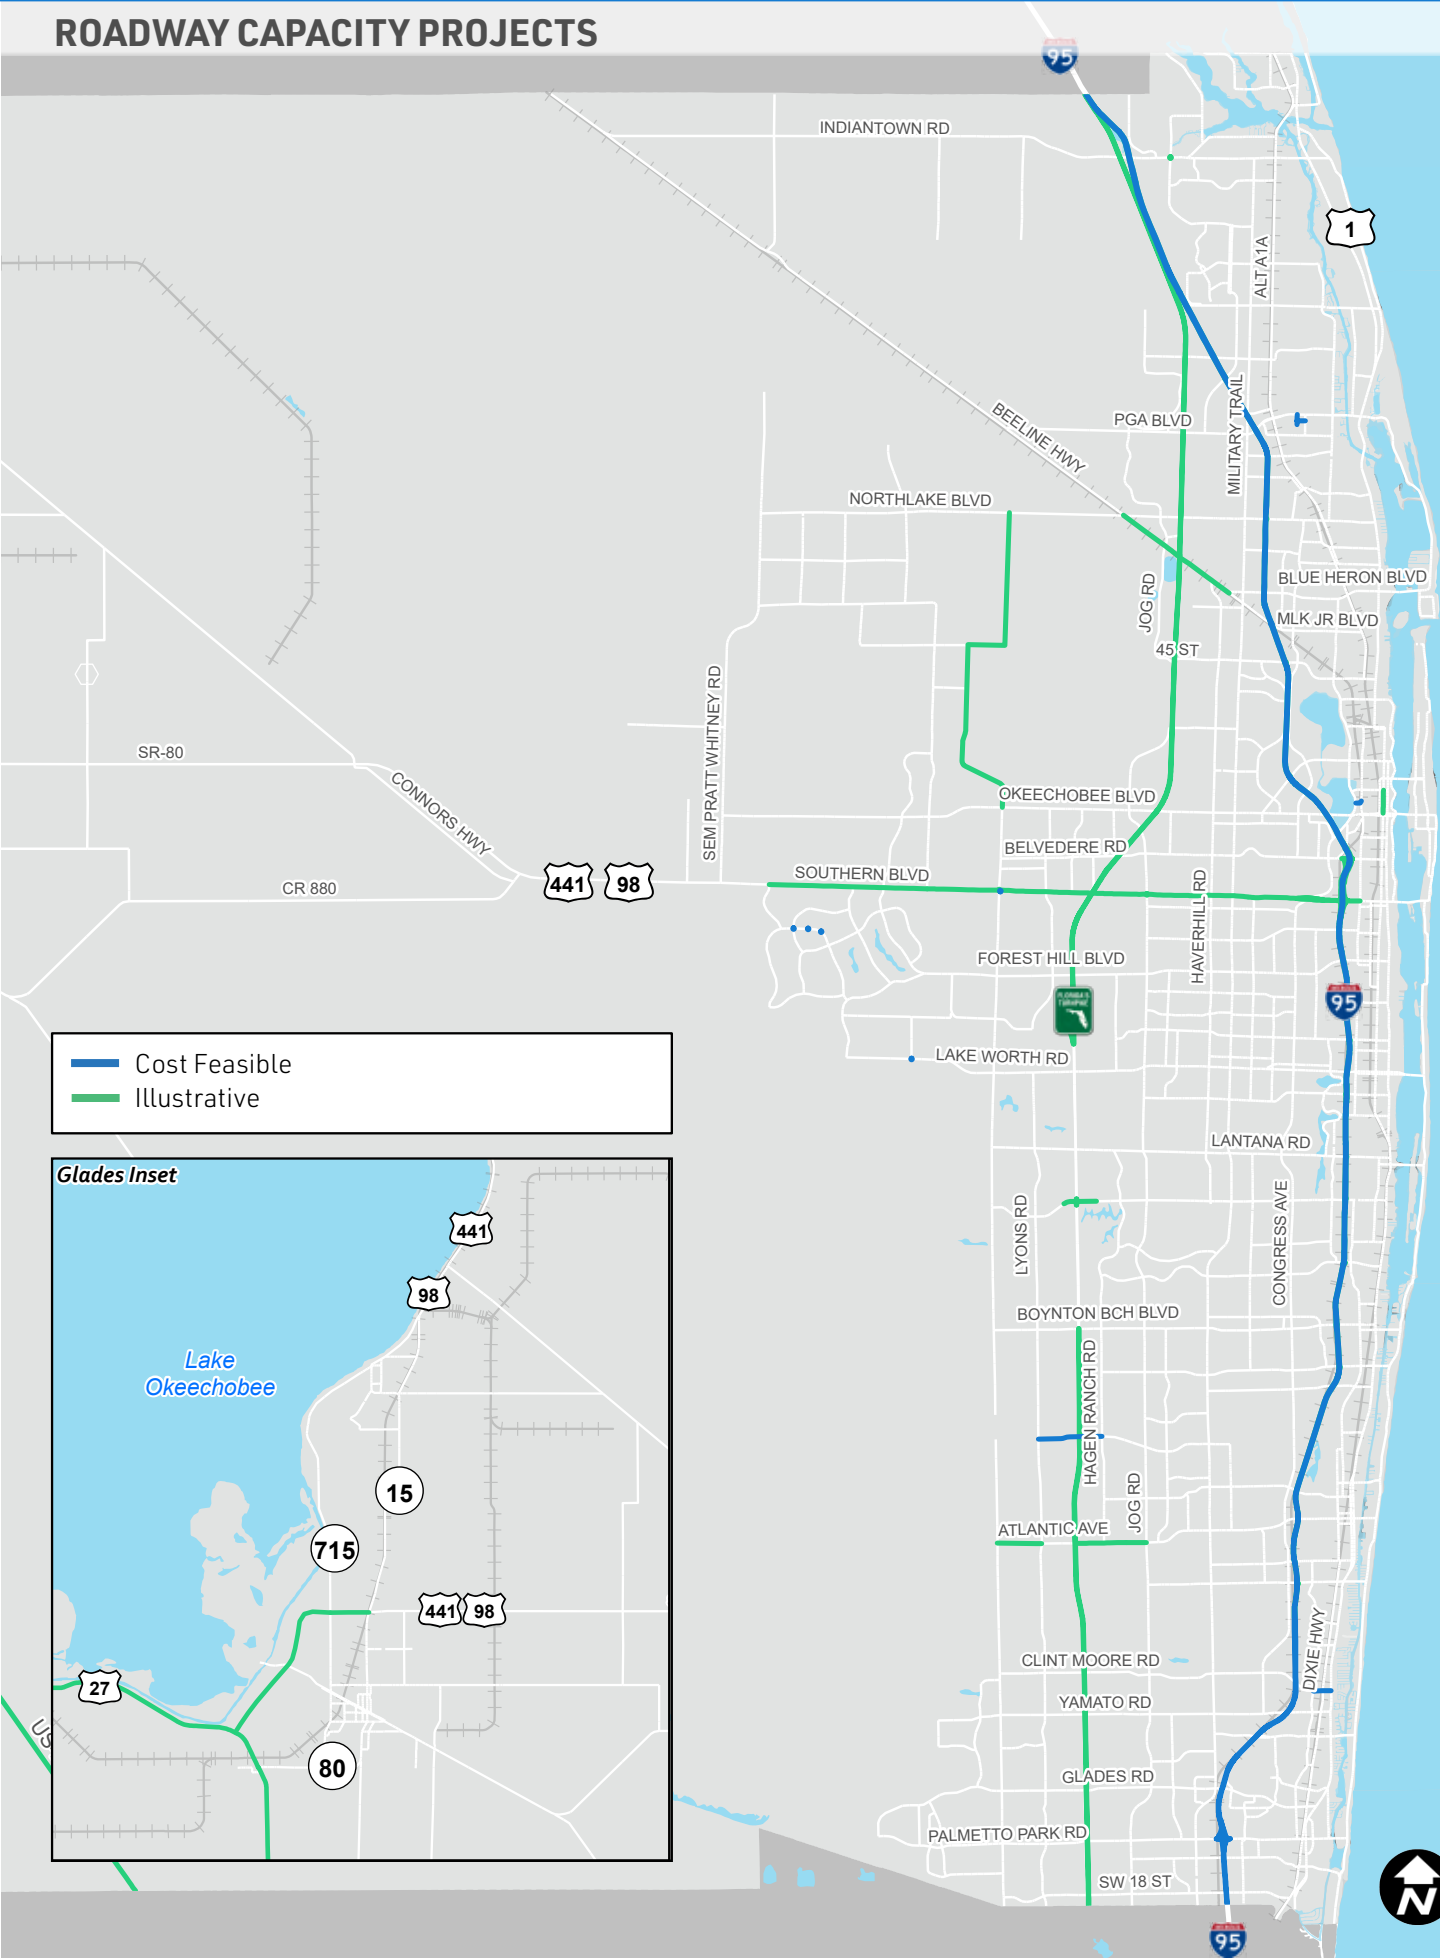 ROADWAY CAPACITY PROJECTS
95
INDIANTOWN RD
1
ALT A1A
MILITARY TRAIL
PGA BLVD
BEELINE HWY
NORTHLAKE BLVD
JOG RD
BLUE HERON BLVD
MLK JR BLVD
45 ST
SEM PRATT WHITNEY RD
SR-80
CONNORS HWY
OKEECHOBEE BLVD
BELVEDERE RD
SOUTHERN BLVD
441
98
CR 880
HAVERHILL RD
FOREST HILL BLVD
95
LAKE WORTH RD
Cost Feasible
Illustrative
LANTANA RD
Glades Inset
LYONS RD
CONGRESS AVE
441
98
BOYNTON BCH BLVD
HAGEN RANCH RD
Lake
Okeechobee
15
JOG RD
ATLANTIC AVE
715
441
98
DIXIE HWY
CLINT MOORE RD
27
YAMATO RD
US
80
GLADES RD
PALMETTO PARK RD
SW 18 ST
N
95